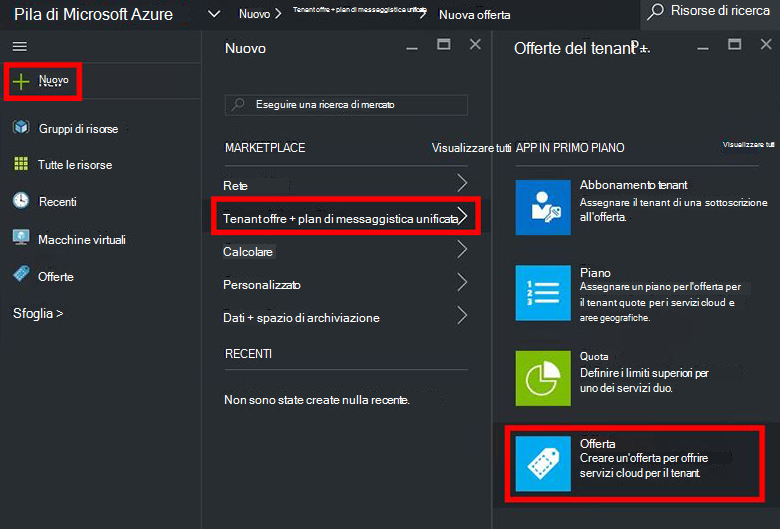 Pila di Microsoft Azure
Nuovo > Tenant offre + plan di messaggistica unificata > Nuova offerta
Risorse di ricerca
Nuovo
Gruppi di risorse
Tutte le risorse
Recenti
Macchine virtuali
Offerte
Sfoglia >
Nuovo
Eseguire una ricerca di mercato
MARKETPLACE
Visualizzare tutti
Rete
Tenant offre + plan di messaggistica unificata
Calcolare
Personalizzato
Dati + spazio di archiviazione
RECENTI
Non sono state create nulla recente.
Offerte del tenant P+.
APP IN PRIMO PIANO
Visualizzare tutti
Abbonamento tenant
Assegnare il tenant di una sottoscrizione
all'offerta.
Piano
Assegnare un piano per l'offerta per
il tenant quote per i servizi cloud e
aree geografiche.
Quota
Definire i limiti superiori per
uno dei servizi duo.
Offerta
Creare un'offerta per offrire
servizi cloud per il tenant.